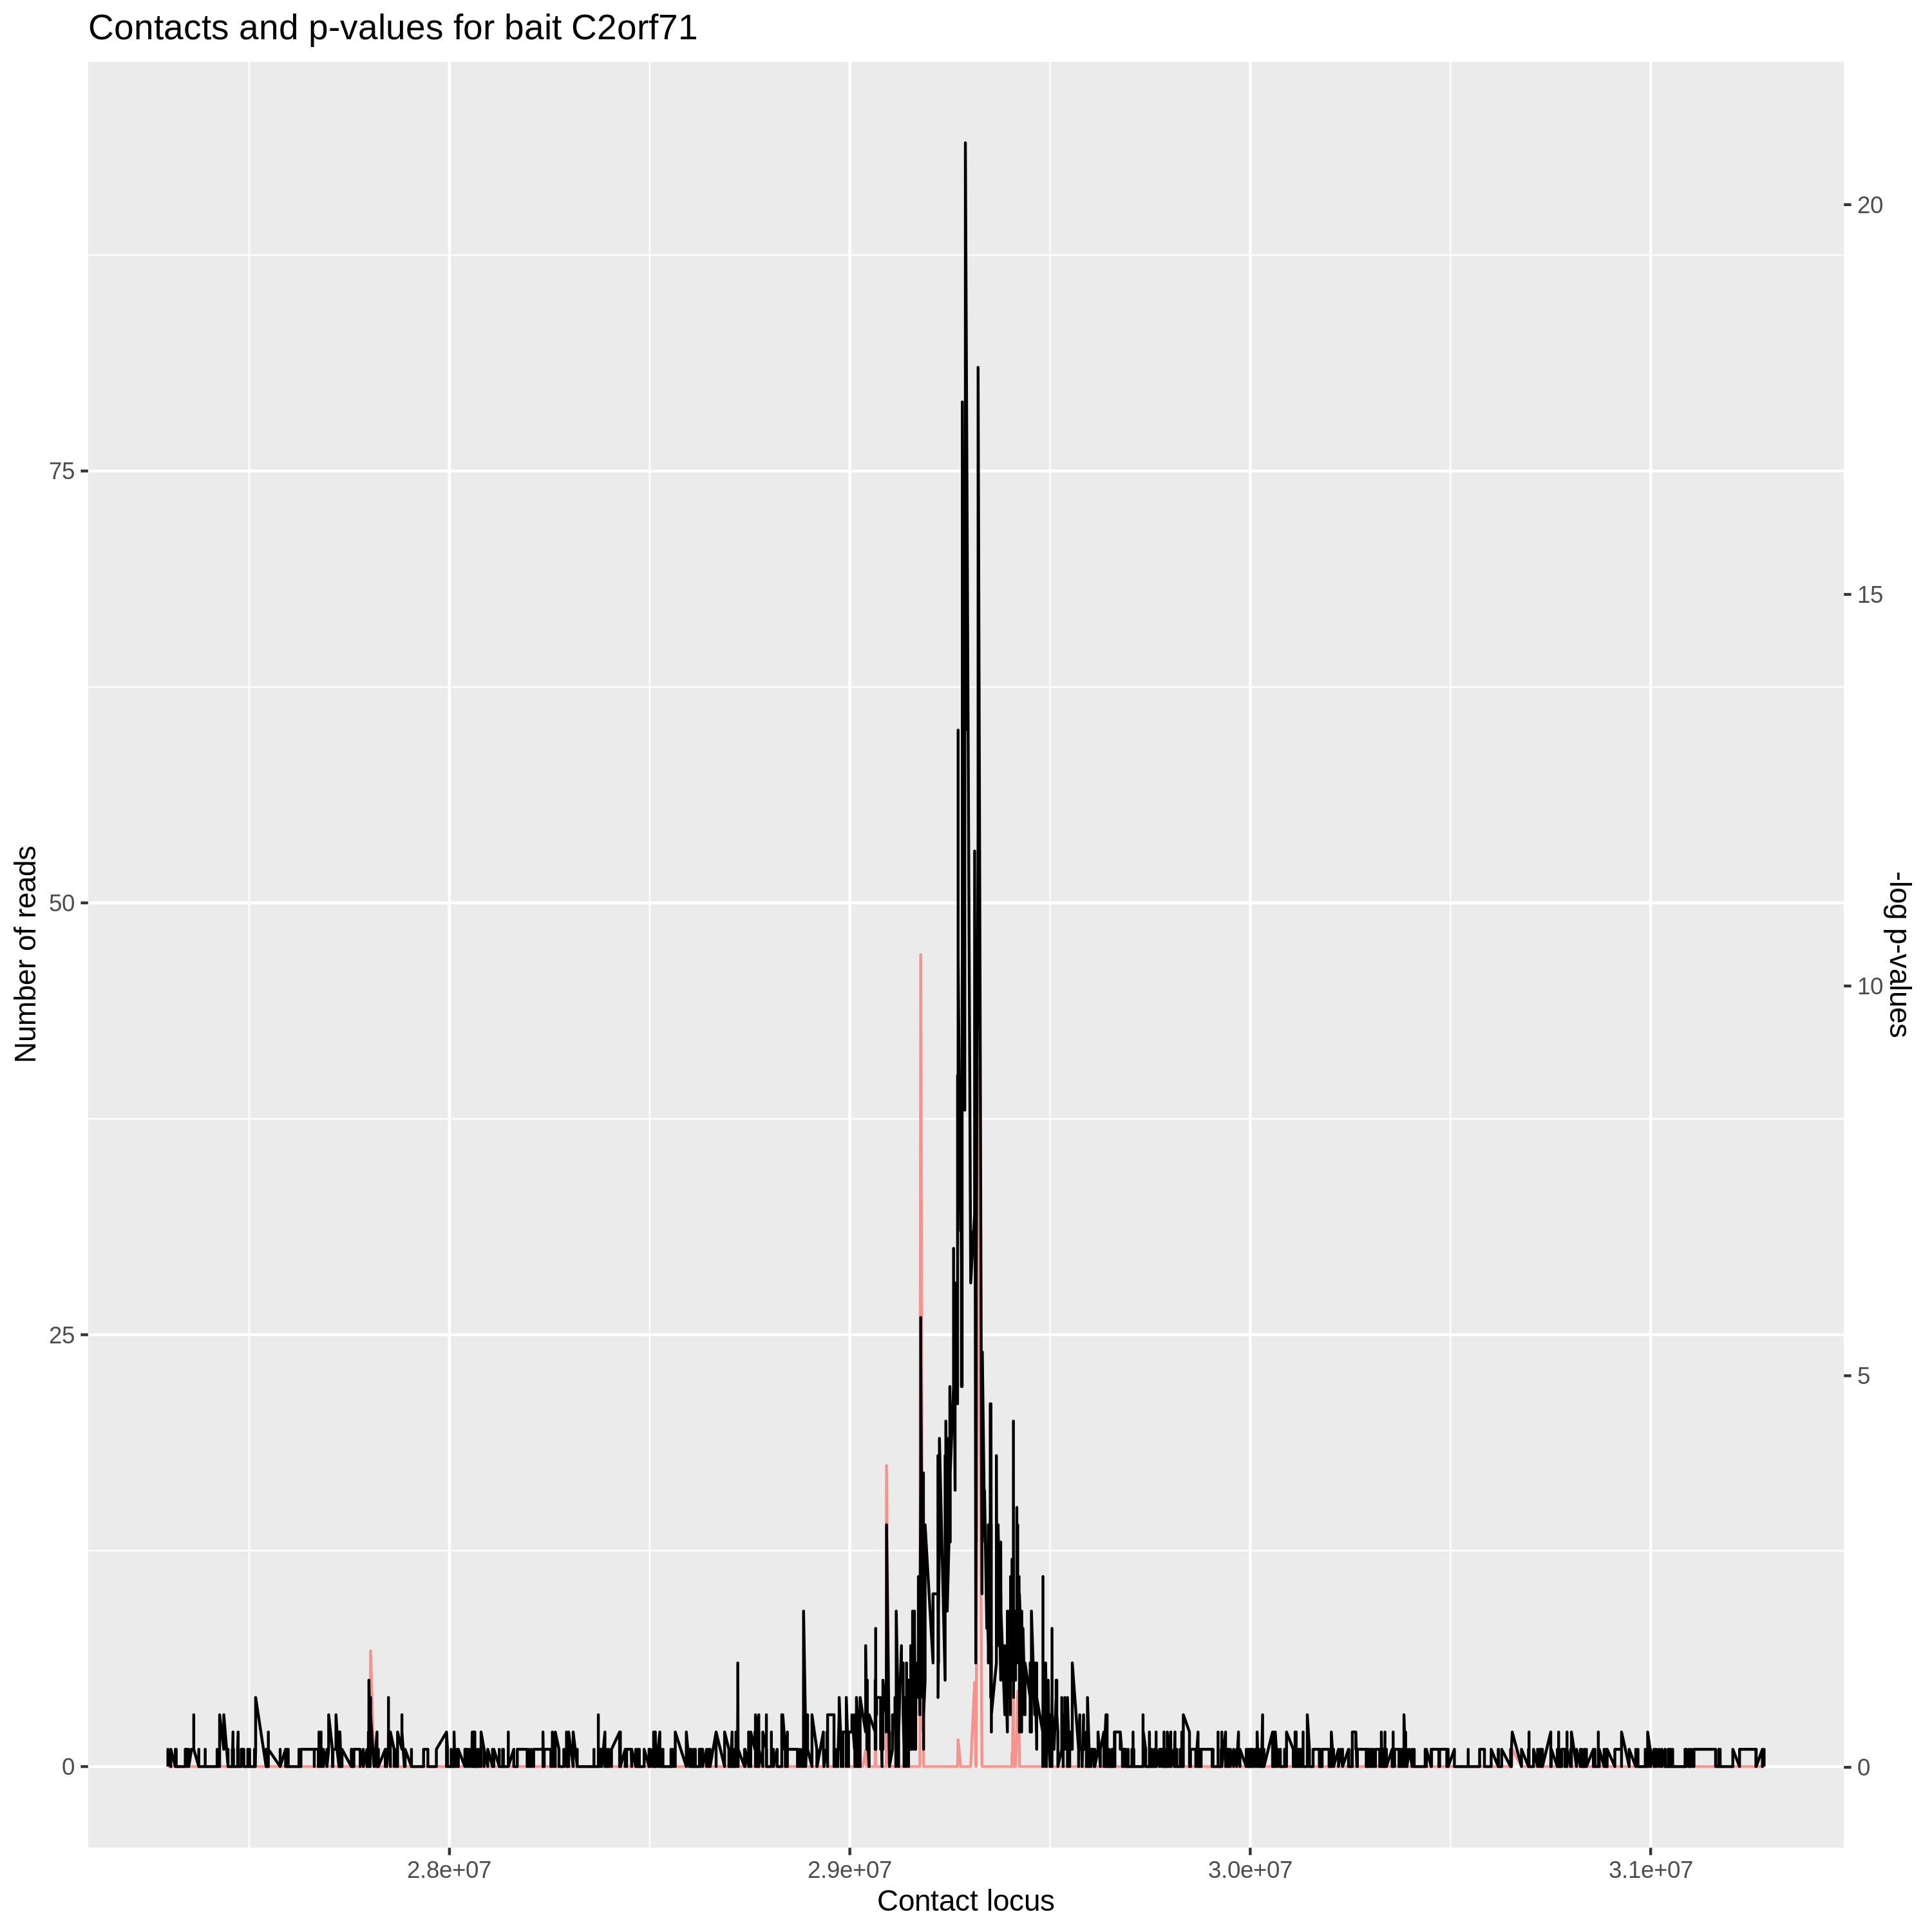 Contacts and p-values for bait C2orf71
Number of reads
75
50
25
0
20
15
10
5
0
-log p-values
2.8e+07
2.9e+07
3.0e+07
3.1e+07
Contact locus